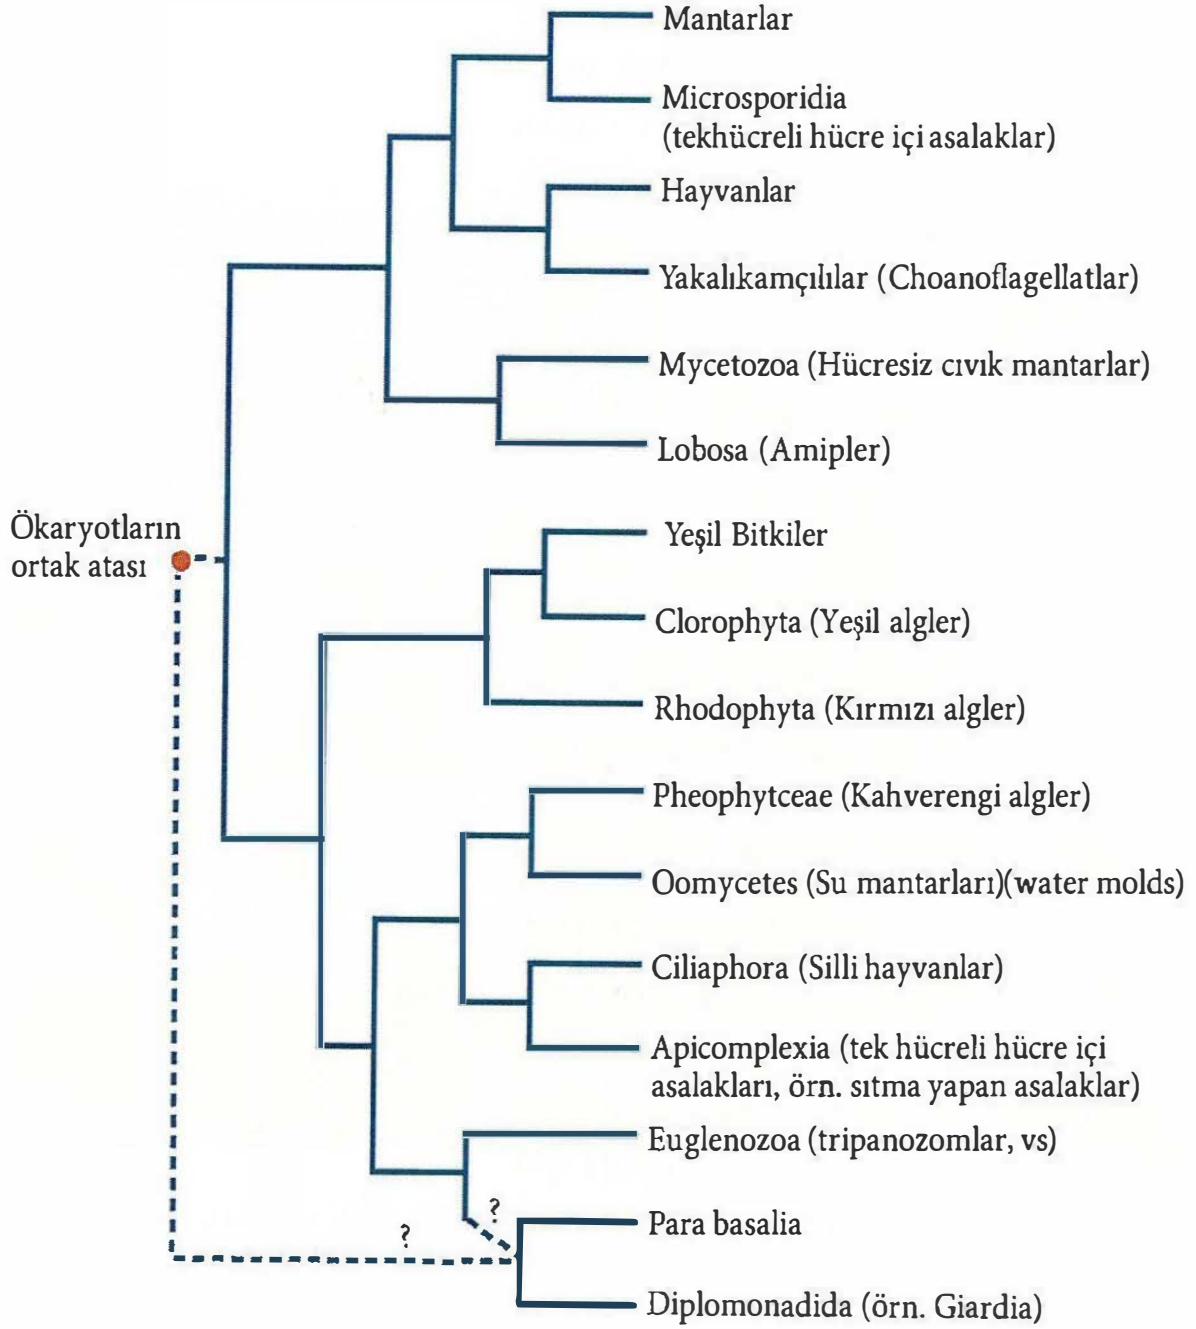 Mantarlar
Microsporidia
(tekhücreli hücre içi asalaklar)
Hayvanlar
Yakalıkamçılılar (Choanoflagellatlar)
Mycetozoa (Hücresiz cıvık mantarlar)
Lobosa (Amipler)
Ökaryotların
ortak atası
Yeşil Bitkiler
Clorophyta (Yeşil algler)
Rhodophyta (Kırmızı algler)
Pheophytceae (Kahverengi algler)
Oomycetes (Su mantarları)(water molds)
Ciliaphora (Silli hayvanlar)
Apicomplexia (tek hücreli hücre içi
asalakları, örn. sıtma yapan asalaklar)
Euglenozoa (tripanozomlar, vs)
?
Para basalia
?
Diplomonadida (örn. Giardia)